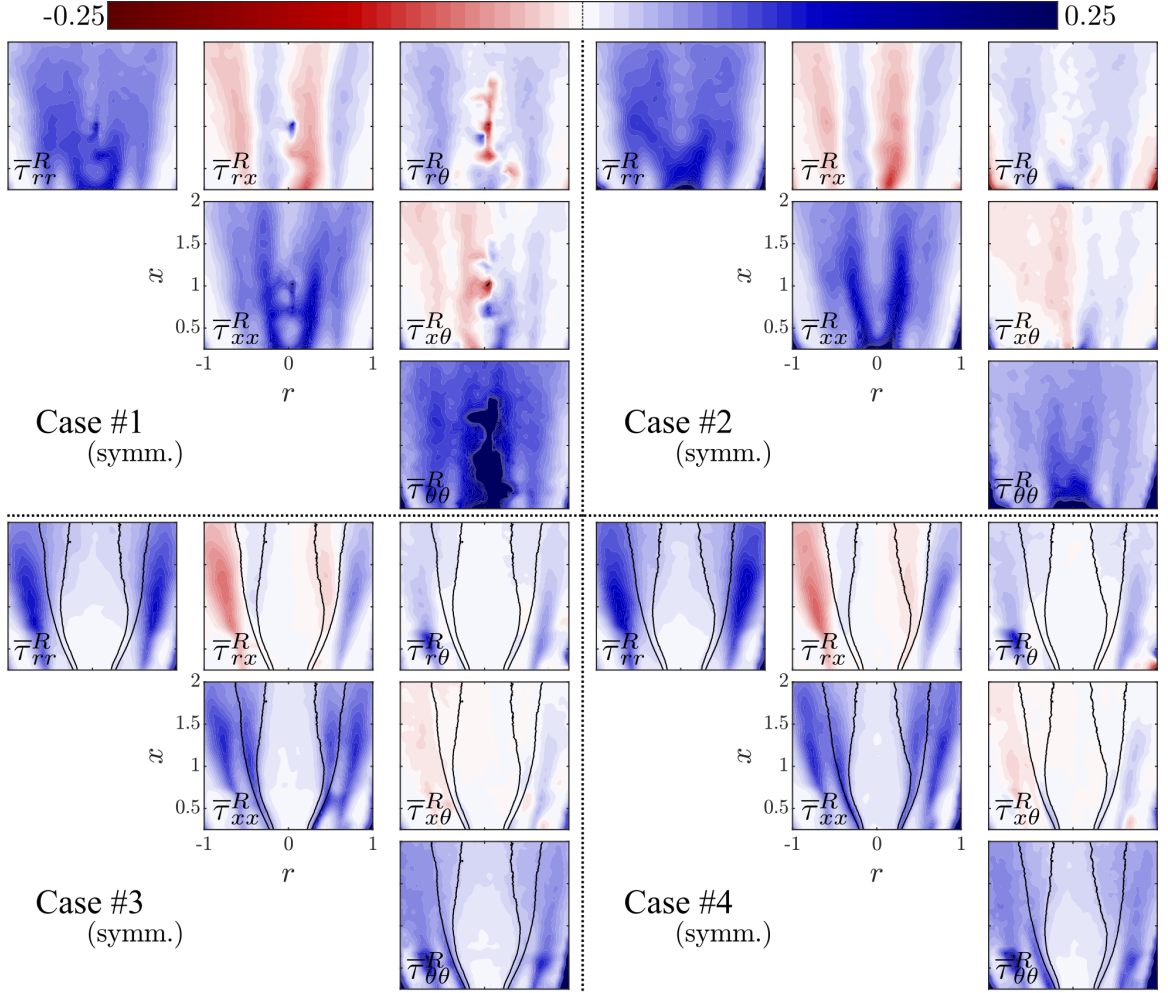 -0.25 0.25
τ̅ᴿ_rr τ̅ᴿ_rx τ̅ᴿ_rθ τ̅ᴿ_rr τ̅ᴿ_rx τ̅ᴿ_rθ
2 2
1.5 1.5
x x
1 1
0.5 0.5
τ̅ᴿ_xx τ̅ᴿ_xθ τ̅ᴿ_xx τ̅ᴿ_xθ
-1 0 1 -1 0 1
r r
Case #1 Case #2
(symm.) (symm.)
τ̅ᴿ_θθ τ̅ᴿ_θθ
τ̅ᴿ_rr τ̅ᴿ_rx τ̅ᴿ_rθ τ̅ᴿ_rr τ̅ᴿ_rx τ̅ᴿ_rθ
2 2
1.5 1.5
x x
1 1
0.5 0.5
τ̅ᴿ_xx τ̅ᴿ_xθ τ̅ᴿ_xx τ̅ᴿ_xθ
-1 0 1 -1 0 1
r r
Case #3 Case #4
(symm.) (symm.)
τ̅ᴿ_θθ τ̅ᴿ_θθ